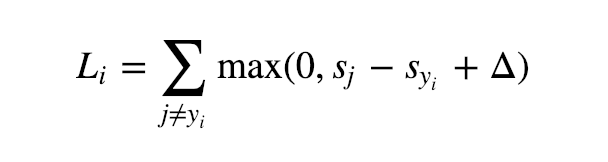 L_i = \sum_{j \neq y_i} \max(0, s_j - s_{y_i} + \Delta)